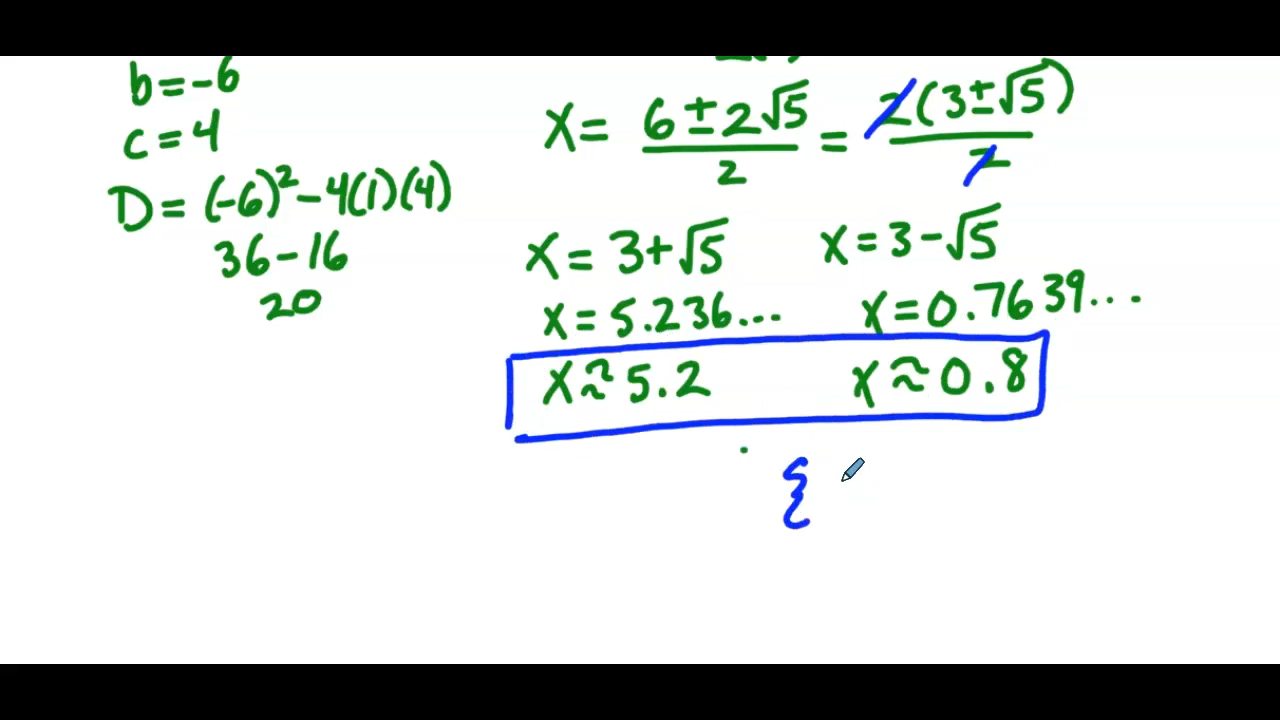 b = -6
c = 4
D = (-6)² - 4(1)(4)
36 - 16
20
X = 6 ± 2√5 / 2 = 2(3 ± √5) / 2
x = 3 + √5
x = 3 - √5
x = 5.236...
x = 0.7639...
x ≈ 5.2
x ≈ 0.8
{